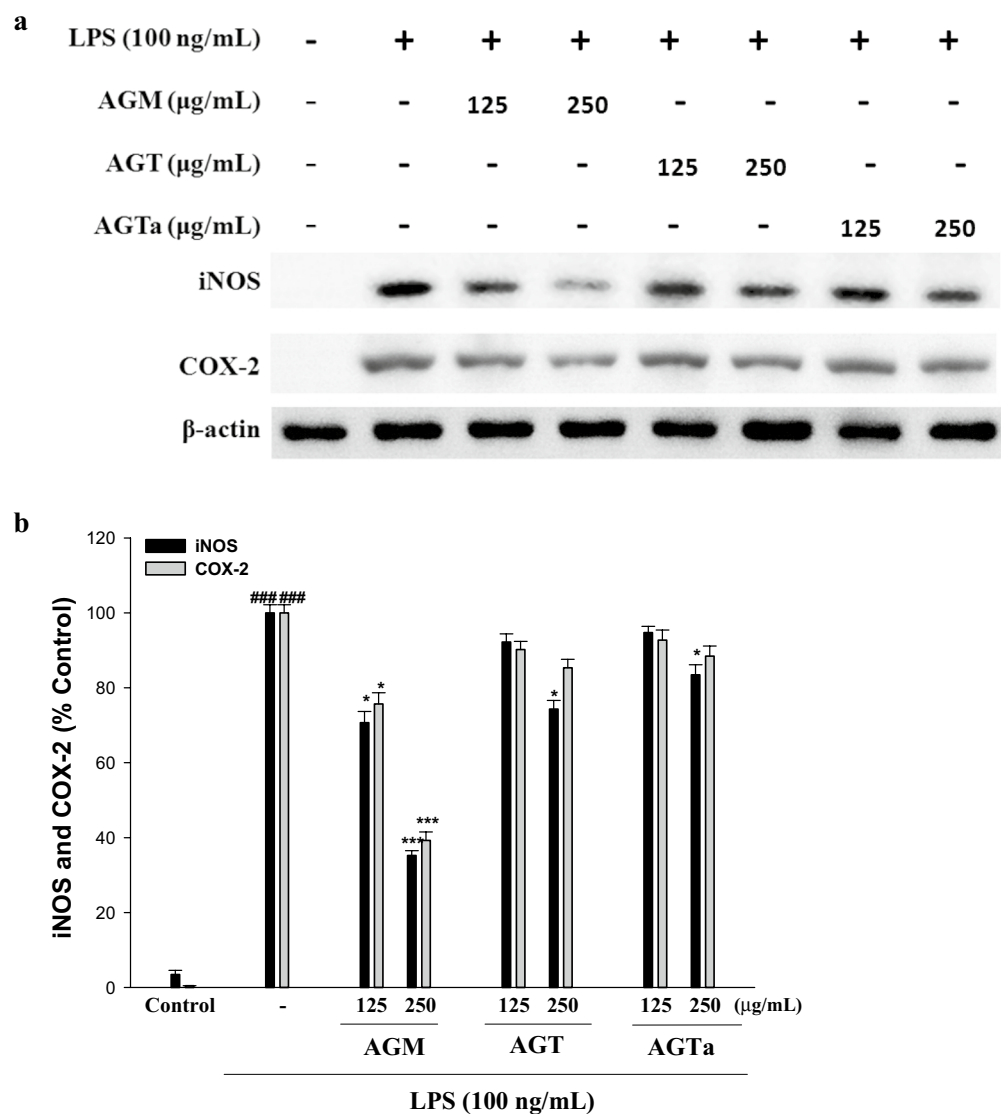 a
LPS (100 ng/mL) - + + + + + + +
AGM (μg/mL) - - 125 250 - - - -
AGT (μg/mL) - - - - 125 250 - -
AGTa (μg/mL) - - - - - - 125 250
iNOS
COX-2
β-actin
b
iNOS and COX-2 (% Control)
120
100
80
60
40
20
0
iNOS
COX-2
### ###
* *
*** ***
*
*
Control - 125 250 125 250 125 250 (μg/mL)
AGM AGT AGTa
LPS (100 ng/mL)